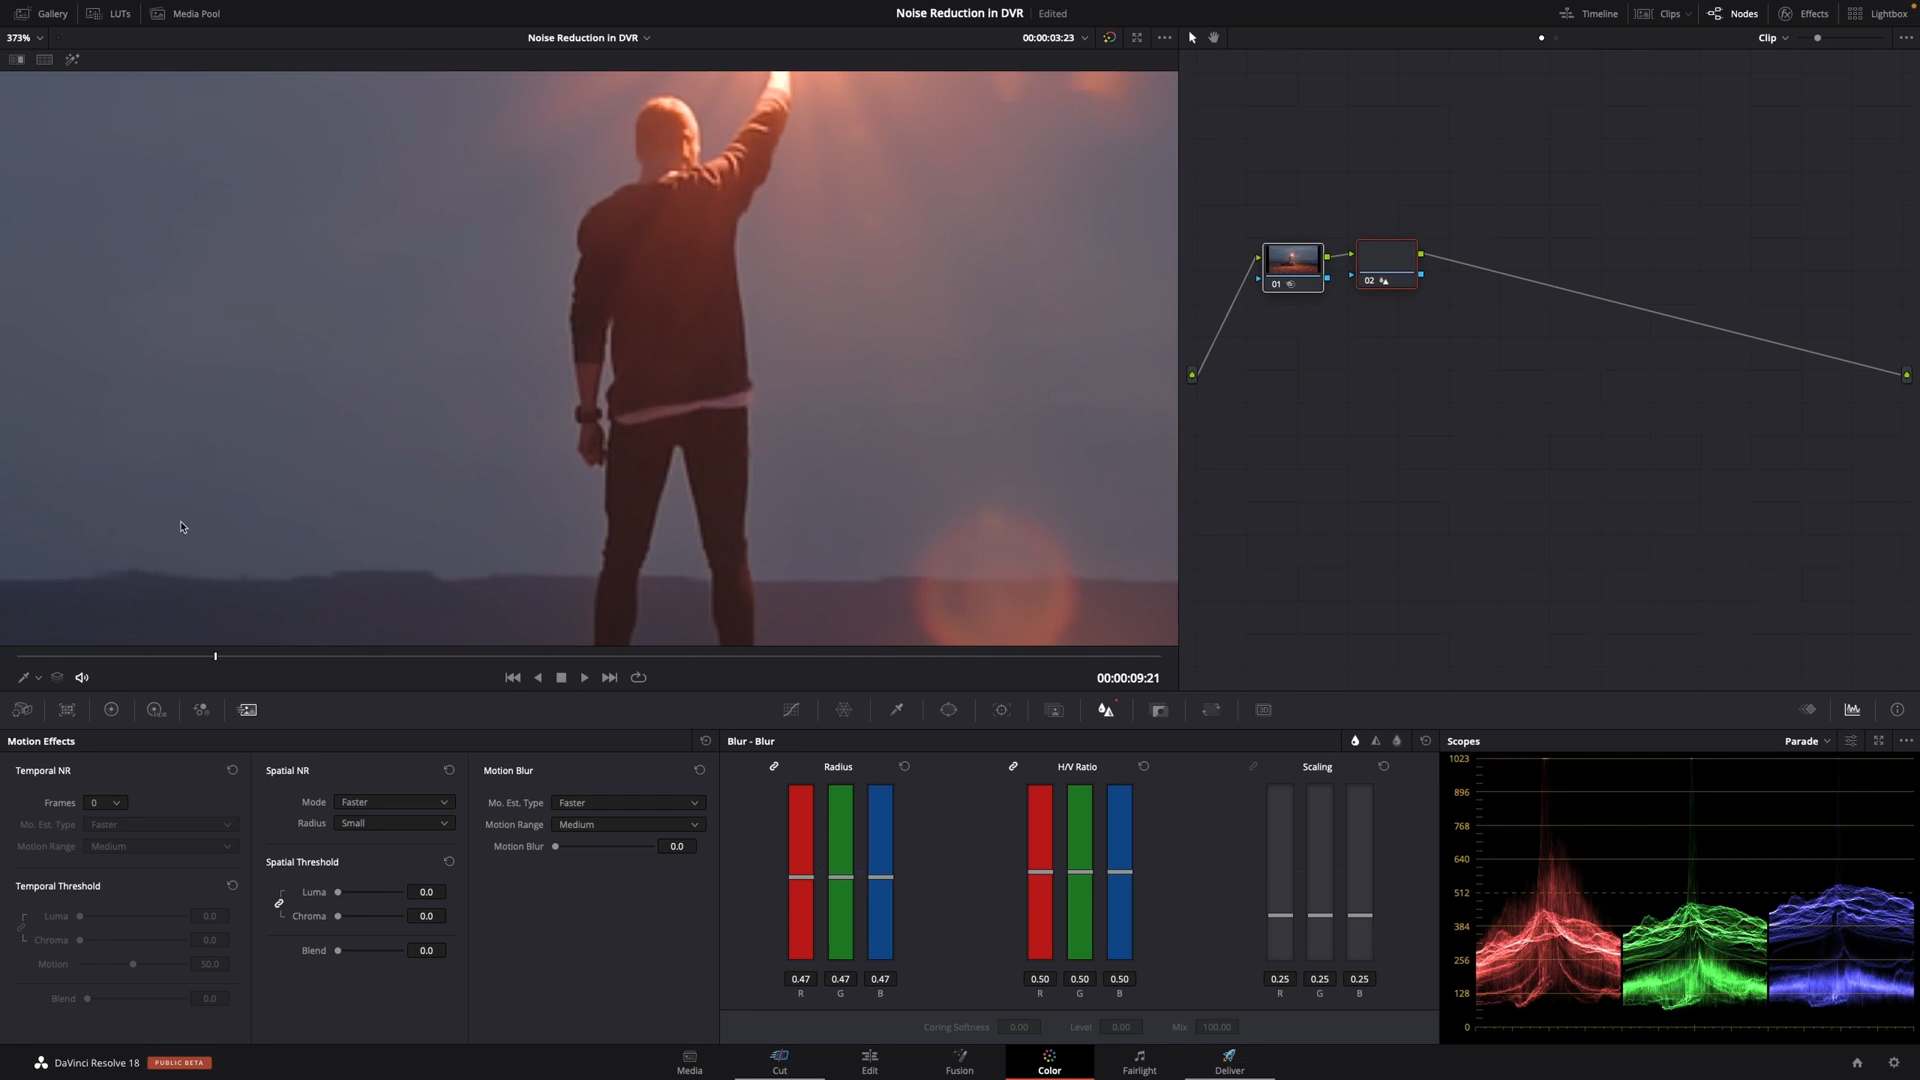 Gallery LUTs Media Pool Noise Reduction in DVR Edited Timeline Clips Nodes Effects Lightbox
373% Noise Reduction in DVR 00:00:03:23 Clip
01
02
00:00:09:21
Motion Effects Blur - Blur Scopes Parade
Temporal NR Spatial NR Motion Blur Radius H/V Ratio Scaling
Frames 0 Mode Faster Mo. Est. Type Faster
Mo. Est. Type Faster Radius Small Motion Range Medium
Motion Range Medium Motion Blur 0.0
Temporal Threshold Spatial Threshold
Luma 0.0 Luma 0.0
Chroma 0.0 Chroma 0.0
Motion 50.0 Blend 0.0
Blend 0.0
0.47 0.47 0.47 0.50 0.50 0.50 0.25 0.25 0.25
R G B R G B R G B
Coring Softness 0.00 Level 0.00 Mix 100.00
1023
896
768
640
512
384
256
128
0
DaVinci Resolve 18 PUBLIC BETA Media Cut Edit Fusion Color Fairlight Deliver